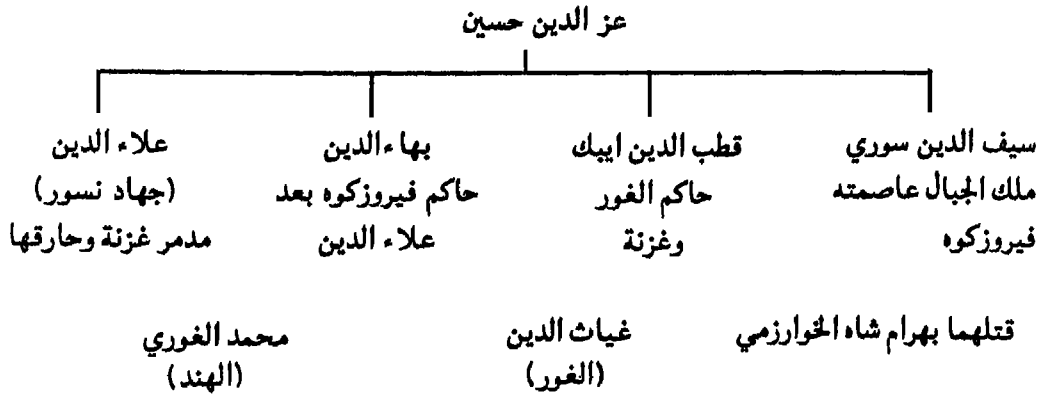 عز الدين حسين
سيف الدين سوري
ملك الجبال عاصمته
فيروزكوه
قطب الدين ايبك
حاكم الغور
وغزنة
بهاء الدين
حاكم فيروزكوه بعد
علاء الدين
علاء الدين
(جهاد نسور)
مدمر غزنة وحارقها
قتلهما بهرام شاه الخوارزمي
غياث الدين
(الغور)
محمد الغوري
(الهند)